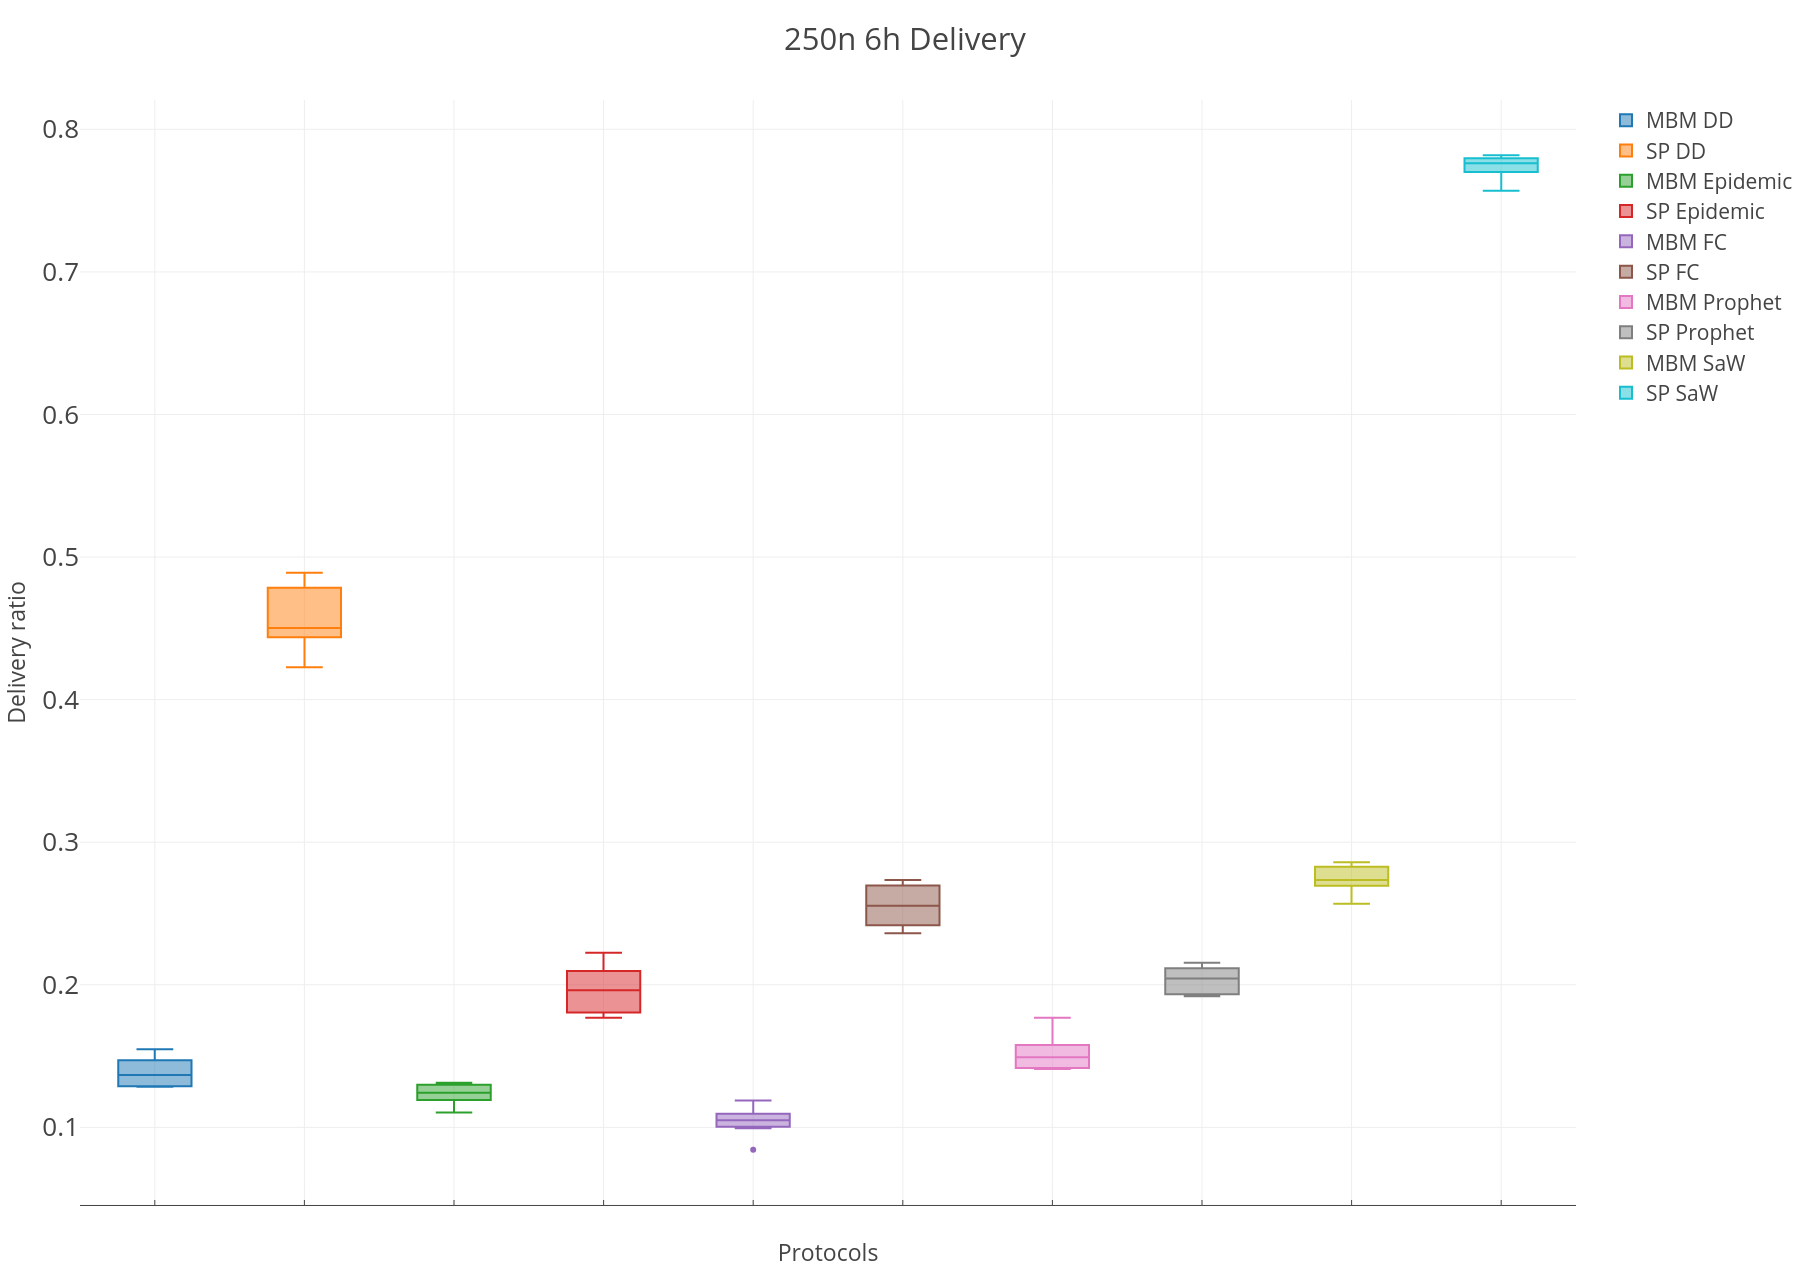 250n 6h Delivery
0.8
0.7
0.6
0.5
0.4
0.3
0.2
0.1
Delivery ratio
Protocols
MBM DD
SP DD
MBM Epidemic
SP Epidemic
MBM FC
SP FC
MBM Prophet
SP Prophet
MBM SaW
SP SaW